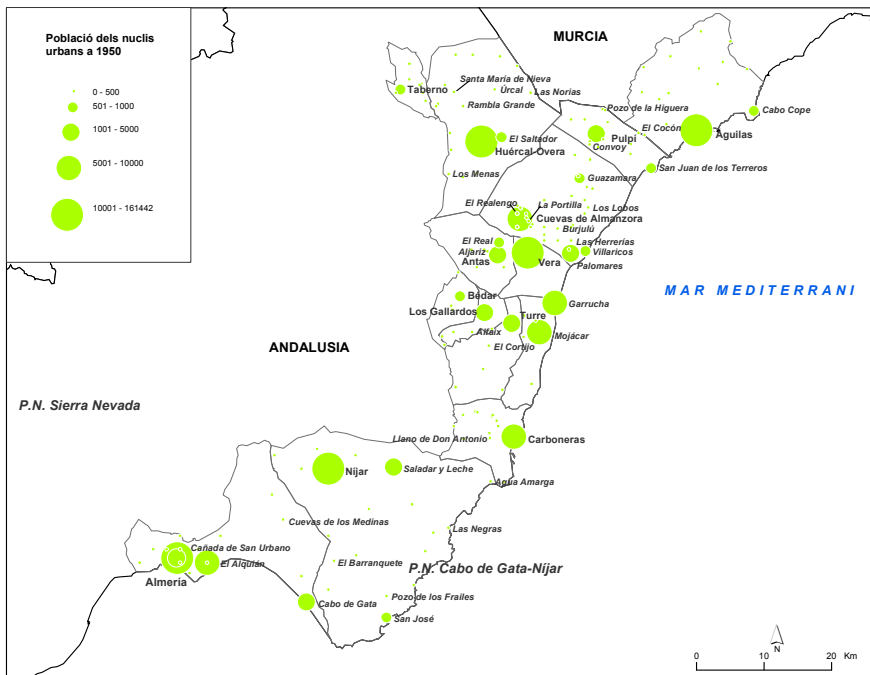 Població dels nuclis
urbans a 1950
0 - 500
501 - 1000
1001 - 5000
5001 - 10000
10001 - 161442
MURCIA
Taberno
Santa María de Nieva
Úrcal
Las Norias
Rambla Grande
Pozo de la Higuera
Cabo Cope
El Cocón
Águilas
El Saltador
Pulpí
Huércal Overa
Convoy
San Juan de los Terreros
Los Menas
Guazamara
El Realengo
La Portilla
Los Lobos
Cuevas de Almanzora
Burjulú
El Real
Las Herrerías
Aljariz
Villaricos
Antas
Vera
Palomares
MAR MEDITERRANI
Bédar
Garrucha
Los Gallardos
Turre
Alfaix
Mojácar
ANDALUSIA
El Cortijo
P.N. Sierra Nevada
Llano de Don Antonio
Carboneras
Níjar
Saladar y Leche
Agua Amarga
Cuevas de los Medinas
Las Negras
Cañada de San Urbano
El Alquián
El Barranquete
P.N. Cabo de Gata-Níjar
Almería
Cabo de Gata
Pozo de los Frailes
San José
N
0
10
20
Km